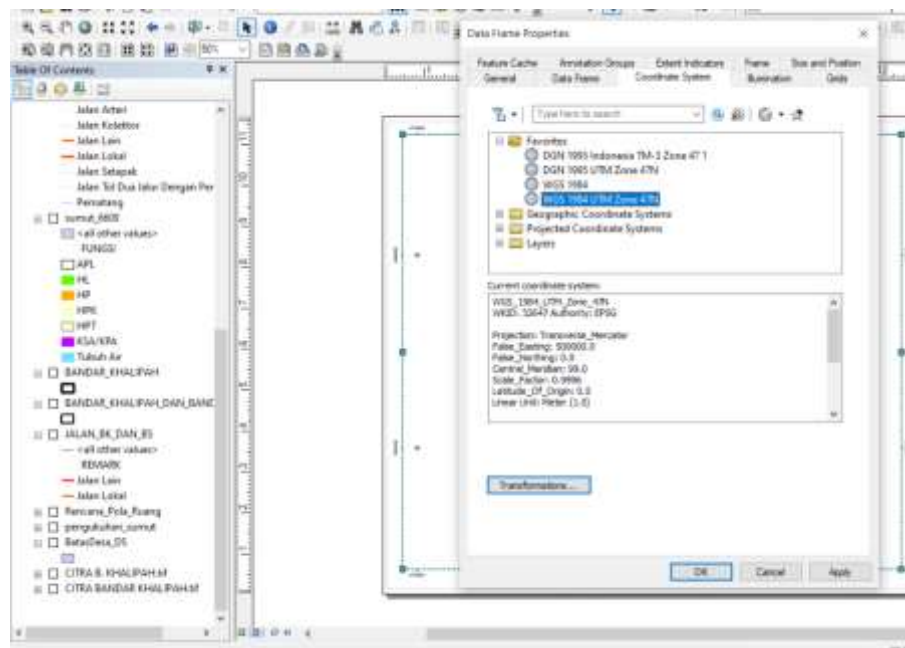 Data Frame Properties
Feature Cache Annotation Groups Extent Indicators Frame Size and Position
General Data Frame Coordinate System Illumination Grids
80%
Table Of Contents
Type here to search
Jalan Arteri
Jalan Kolektor
Jalan Lain
Jalan Lokal
Jalan Setapak
Jalan Tol Dua Jalur Dengan Per
Pematang
<all other values>
FUNGSI
APL
HL
HP
HPK
HPT
KSA/KPA
Tubuh Air
BANDAR_KHALIPAH
BANDAR_KHALIPAH_DAN_BANE
JALAN_BK_DAN_BS
<all other values>
REMARK
Jalan Lain
Jalan Lokal
Rencana_Pola_Ruang
pengukuhan_sumut
BatasDesa_DS
CITRA B. KHALIPAH.tif
CITRA BANDAR KHALIPAH.tif
Favorites
DGN 1995 Indonesia TM-3 Zone 47 1
DGN 1995 UTM Zone 47N
WGS 1984
WGS 1984 UTM Zone 47N
Geographic Coordinate Systems
Projected Coordinate Systems
Layers
Current coordinate system:
WGS_1984_UTM_Zone_47N
WKID: 32647 Authority: EPSG
Projection: Transverse_Mercator
False_Easting: 500000.0
False_Northing: 0.0
Central_Meridian: 99.0
Scale_Factor: 0.9996
Latitude_Of_Origin: 0.0
Linear Unit: Meter (1.0)
Transformations...
OK Cancel Apply